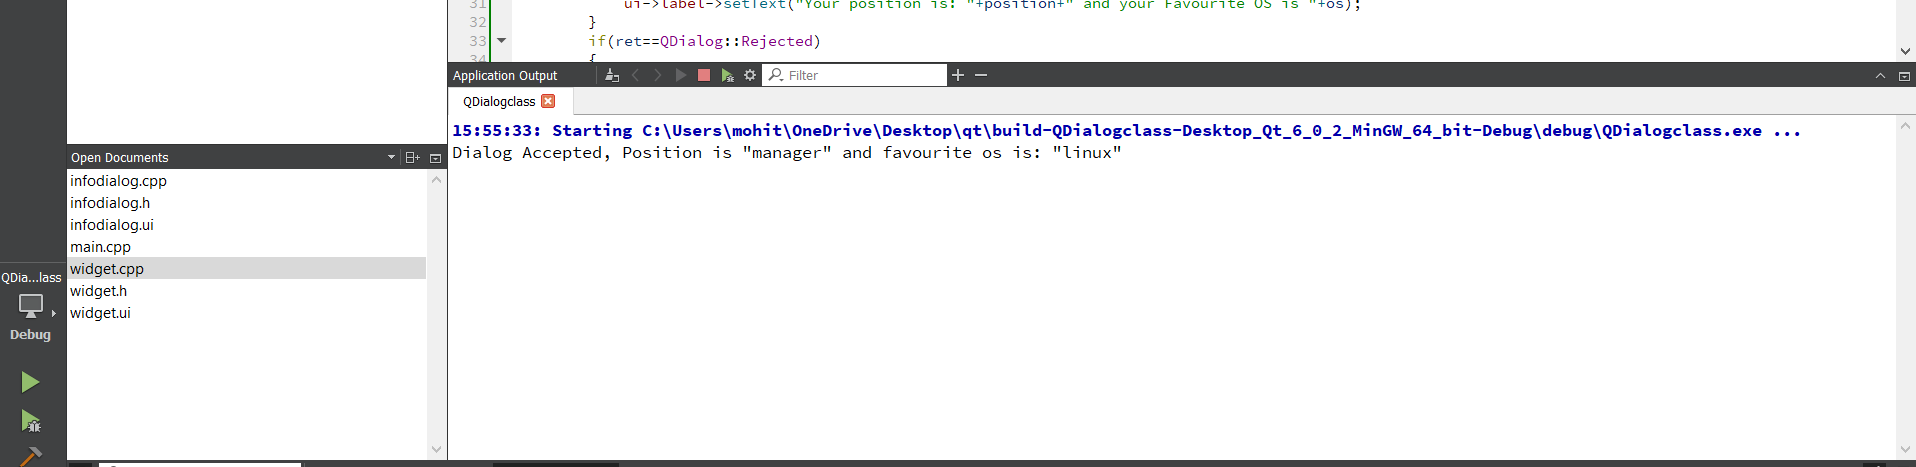 31 ui->label->setText("Your position is: "+position+" and your Favourite OS is "+os);
32 }
33 if(ret==QDialog::Rejected)
34 {
Application Output
Filter
QDialogclass
15:55:33: Starting C:\Users\mohit\OneDrive\Desktop\qt\build-QDialogclass-Desktop_Qt_6_0_2_MinGW_64_bit-Debug\debug\QDialogclass.exe ...
Dialog Accepted, Position is "manager" and favourite os is: "linux"
Open Documents
infodialog.cpp
infodialog.h
infodialog.ui
main.cpp
widget.cpp
widget.h
widget.ui
QDia...lass
Debug